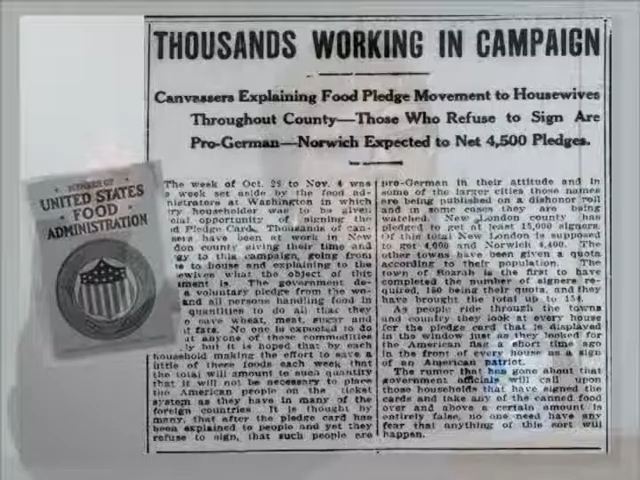 THOUSANDS WORKING IN CAMPAIGN
Canvassers Explaining Food Pledge Movement to Housewives
Throughout County—Those Who Refuse to Sign Are
Pro-German—Norwich Expected to Net 4,500 Pledges.
MEMBER OF
UNITED STATES
FOOD
ADMINISTRATION
The week of Oct. 28 to Nov. 4 was
week set aside by the food ad-
nistrators at Washington in which
ry householder was to be given
cial opportunity of signing the
d Pledge Card. Thousands of can-
sers have been at work in New
don county giving their time and
gy to this campaign, going from
e to house and explaining to the
ewives what the object of this
ment is. The government de-
a voluntary pledge from the wo-
and all persons handling food in
quantities to do all that they
save wheat, meat, sugar and
t fats. No one is expected to do
ut anyone of these commodities
ly but it is hoped that by each
household making the effort to save a
little of these foods each week that
the total will amount to such quantity
that it will not be necessary to place
the American people on the ticket
system as they have in many of the
foreign countries. It is thought by
many, that after the pledge card has
been explained to people and yet they
refuse to sign, that such people are
pro-German in their attitude and in
some of the larger cities those names
are being published on a dishonor roll
and in some cases they are being
watched. New London county has
pledged to get at least 15,000 signers.
Of this total New London is supposed
to get 4,000 and Norwich 4,400. The
other towns have been given a quota
according to their population. The
town of Bozrah is the first to have
completed the number of signers re-
quired, 150 being their quota, and they
have brought the total up to 154.
As people ride through the towns
and country they look at every house
for the pledge card that is displayed
in the window just as they looked for
the American flag a short time ago
in the front of every house as a sign
of an American patriot.
The rumor that has gone about that
government officials will call upon
those households that have signed the
cards and take any of the canned food
over and above a certain amount is
entirely false, no one need have any
fear that anything of this sort will
happen.